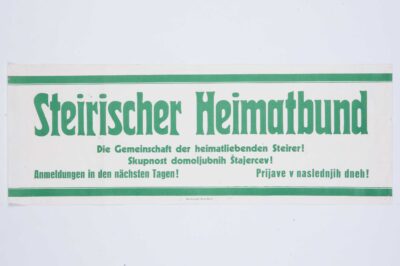 Steirischer Heimatbund
Die Gemeinschaft der heimatliebenden Steirer!
Skupnost domoljubnih Štajercev!
Anmeldungen in den nächsten Tagen! Prijave v naslednjih dneh!